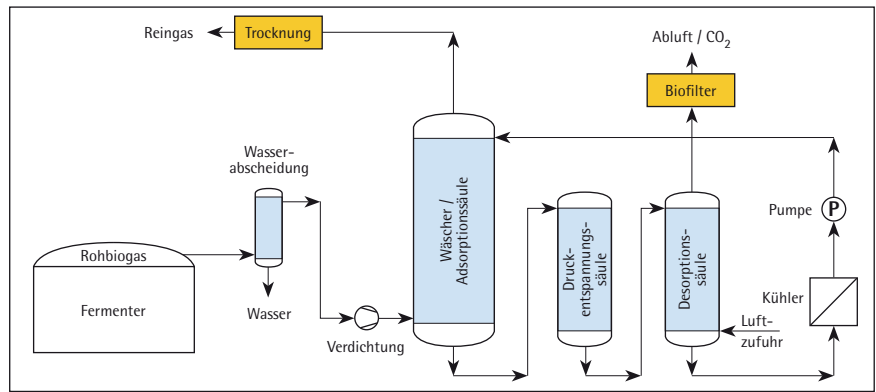 Reingas
Trocknung
Abluft / CO₂
Biofilter
Wasser-
abscheidung
Wäscher /
Adsorptionssäule
Druck-
entspannungs-
säule
Desorptions-
säule
Pumpe
P
Rohbiogas
Fermenter
Wasser
Verdichtung
Kühler
Luft-
zufuhr